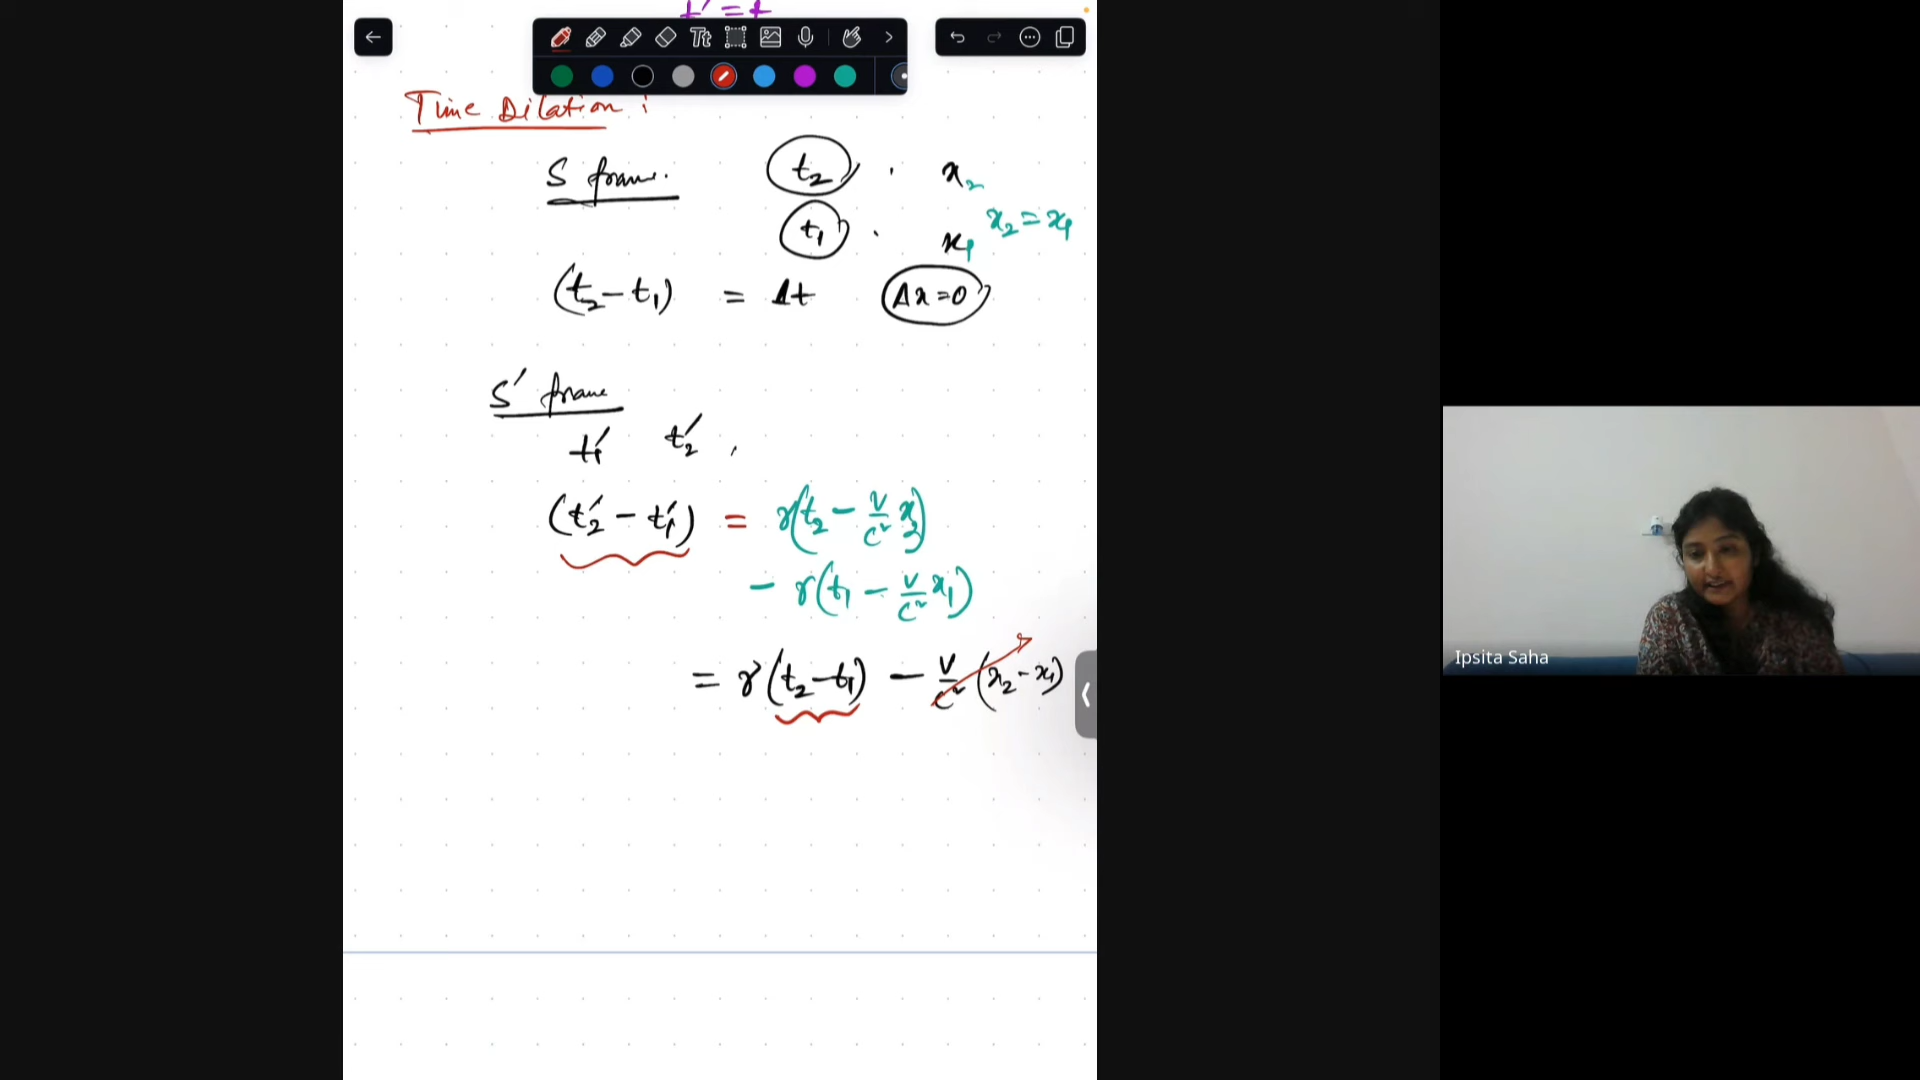 t′ = t
Tt
Time Dilation :
S frame. t₂ . x₂
t₁ . x₁ x₂ = x₁
(t₂ – t₁) = Δt Δx = 0
S′ frame
t₁′ t₂′ ,
(t₂′ – t₁′) = γ(t₂ – v/c² x₂)
– γ(t₁ – v/c² x₁)
= γ(t₂ – t₁) – v/c² (x₂ – x₁)
Ipsita Saha